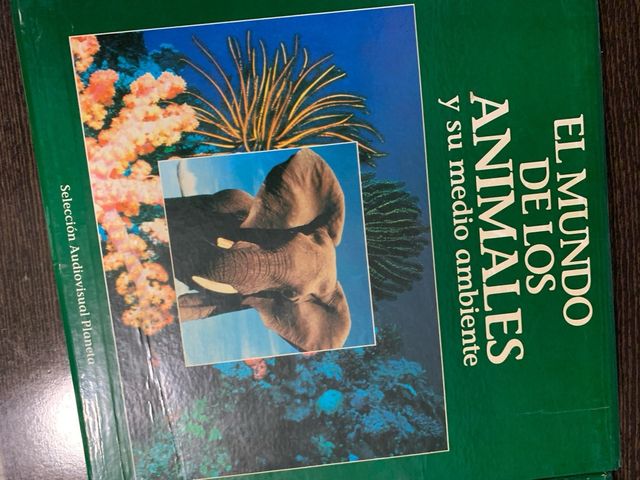 EL MUNDO
DE LOS
ANIMALES
y su medio ambiente
Selección Audiovisual Planeta